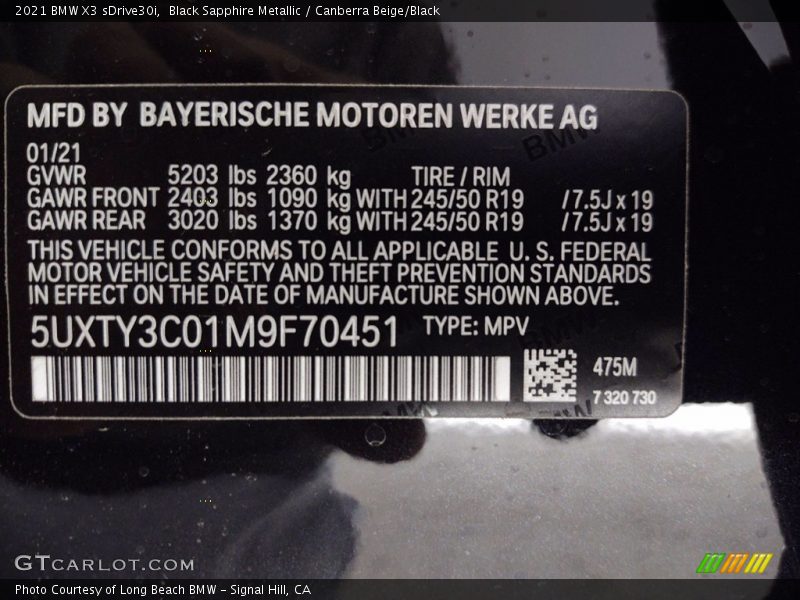 2021 BMW X3 sDrive30i, Black Sapphire Metallic / Canberra Beige/Black
MFD BY BAYERISCHE MOTOREN WERKE AG
01/21
GVWR 5203 lbs 2360 kg TIRE / RIM
GAWR FRONT 2403 lbs 1090 kg WITH 245/50 R19 /7.5J x 19
GAWR REAR 3020 lbs 1370 kg WITH 245/50 R19 /7.5J x 19
THIS VEHICLE CONFORMS TO ALL APPLICABLE U. S. FEDERAL
MOTOR VEHICLE SAFETY AND THEFT PREVENTION STANDARDS
IN EFFECT ON THE DATE OF MANUFACTURE SHOWN ABOVE.
5UXTY3C01M9F70451 TYPE: MPV
475M
7 320 730
GTCARLOT.COM
Photo Courtesy of Long Beach BMW - Signal Hill, CA